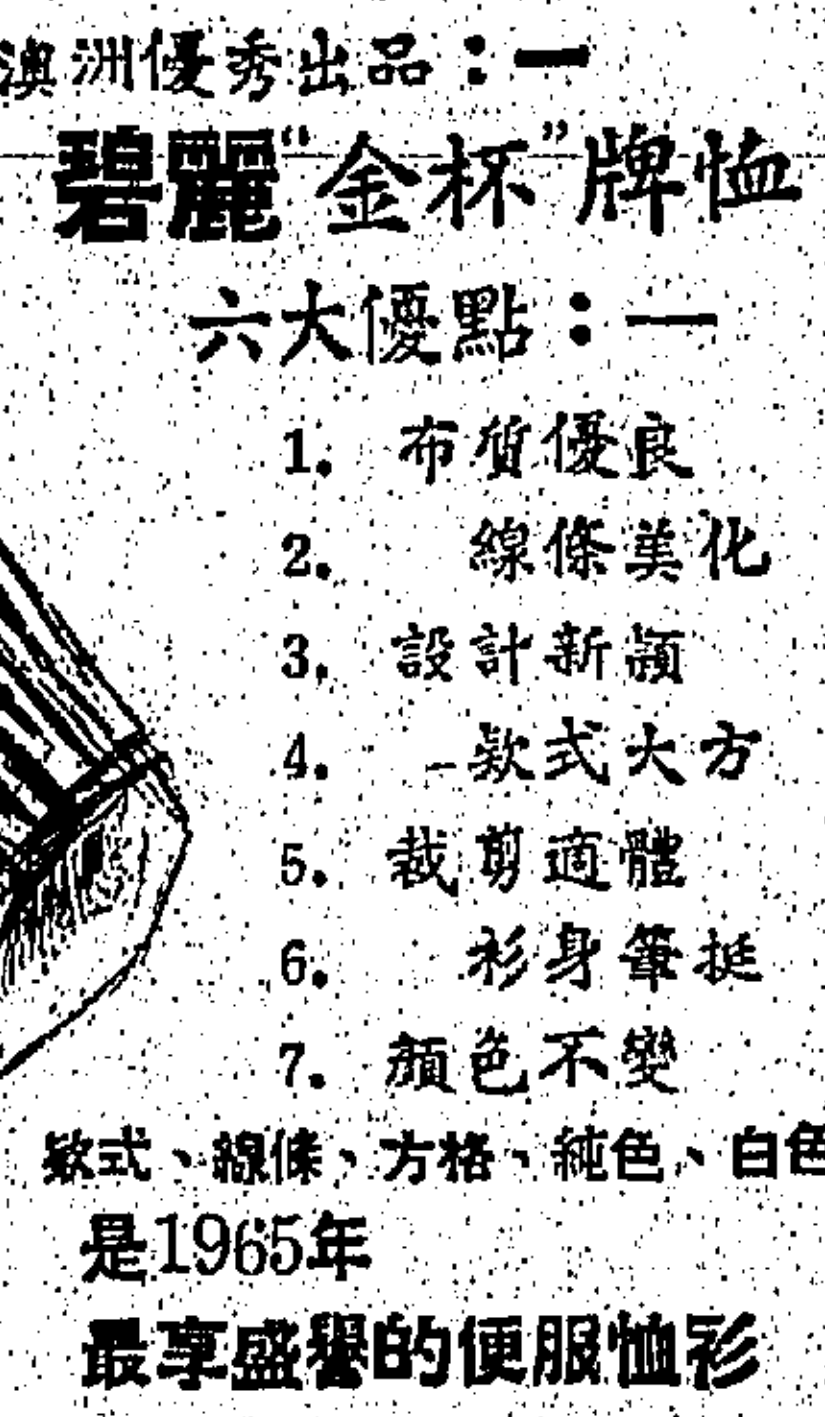 澳洲優秀出品：一
碧麗“金杯”牌恤
六大優點：一
1. 布質優良
2. 線條美化
3. 設計新穎
4. 欵式大方
5. 裁剪適體
6. 衫身筆挺
7. 顏色不變
欵式、線條、方格、純色、白色
是1965年
最享盛譽的便服恤衫